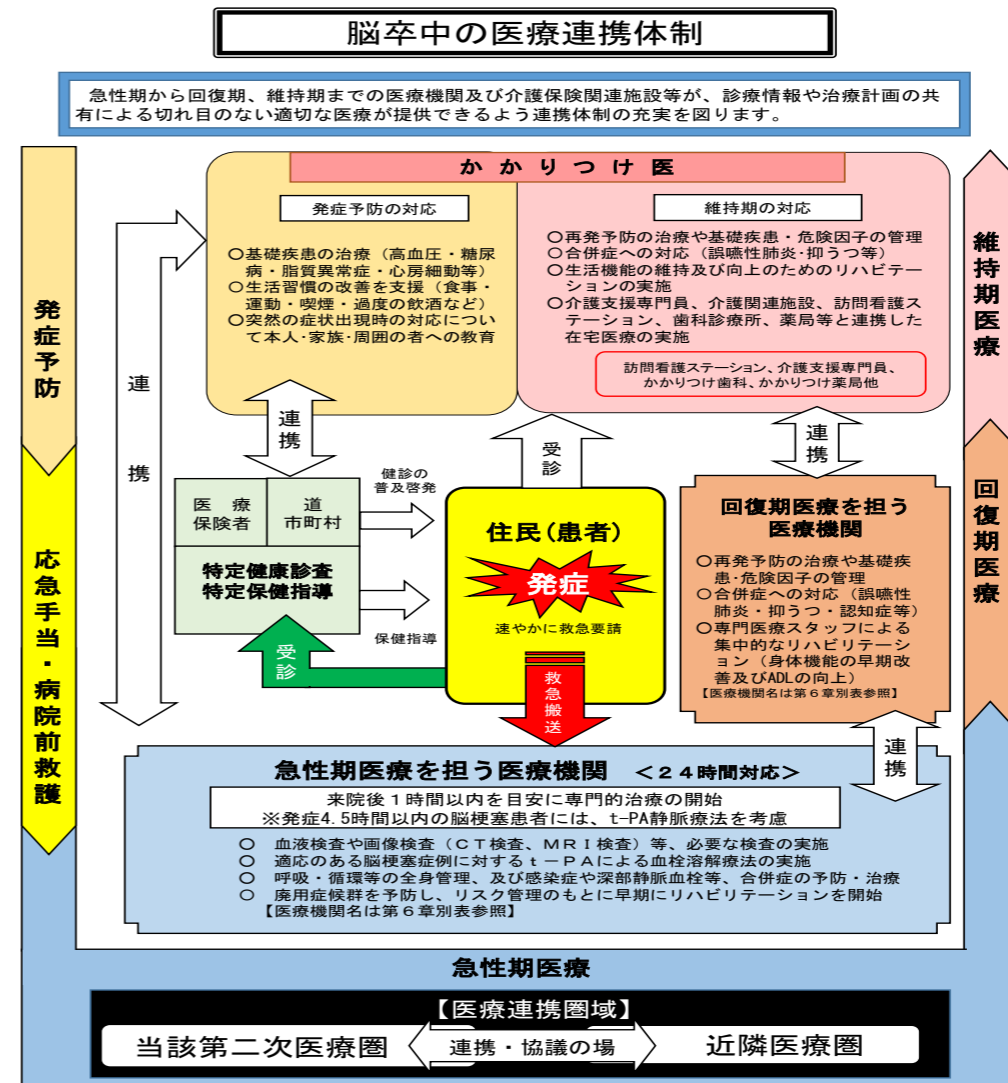 脳卒中の医療連携体制
急性期から回復期、維持期までの医療機関及び介護保険関連施設等が、診療情報や治療計画の共
有による切れ目のない適切な医療が提供できるよう連携体制の充実を図ります。
発症予防
応急手当・病院前救護
維持期医療
回復期医療
かかりつけ医
発症予防の対応
○基礎疾患の治療（高血圧・糖尿
病・脂質異常症・心房細動等）
○生活習慣の改善を支援（食事・
運動・喫煙・過度の飲酒など）
○突然の症状出現時の対応につい
て本人・家族・周囲の者への教育
維持期の対応
○再発予防の治療や基礎疾患・危険因子の管理
○合併症への対応（誤嚥性肺炎・抑うつ等）
○生活機能の維持及び向上のためのリハビリテー
ションの実施
○介護支援専門員、介護関連施設、訪問看護ス
テーション、歯科診療所、薬局等と連携した
在宅医療の実施
訪問看護ステーション、介護支援専門員、
かかりつけ歯科、かかりつけ薬局他
連携
連携
受診
連携
医療
保険者
道
市町村
特定健康診査
特定保健指導
健診の
普及啓発
保健指導
受診
住民(患者)
発症
速やかに救急要請
救急搬送
回復期医療を担う
医療機関
○再発予防の治療や基礎疾
患・危険因子の管理
○合併症への対応（誤嚥性
肺炎・抑うつ・認知症等）
○専門医療スタッフによる
集中的なリハビリテーシ
ョン（身体機能の早期改
善及びADLの向上）
【医療機関名は第６章別表参照】
連携
急性期医療を担う医療機関 ＜２４時間対応＞
来院後１時間以内を目安に専門的治療の開始
※発症4.5時間以内の脳梗塞患者には、t-PA静脈療法を考慮
○ 血液検査や画像検査（ＣＴ検査、ＭＲＩ検査）等、必要な検査の実施
○ 適応のある脳梗塞症例に対するｔ－ＰＡによる血栓溶解療法の実施
○ 呼吸・循環等の全身管理、及び感染症や深部静脈血栓等、合併症の予防・治療
○ 廃用症候群を予防し、リスク管理のもとに早期にリハビリテーションを開始
【医療機関名は第６章別表参照】
急性期医療
【医療連携圏域】
当該第二次医療圏
連携・協議の場
近隣医療圏